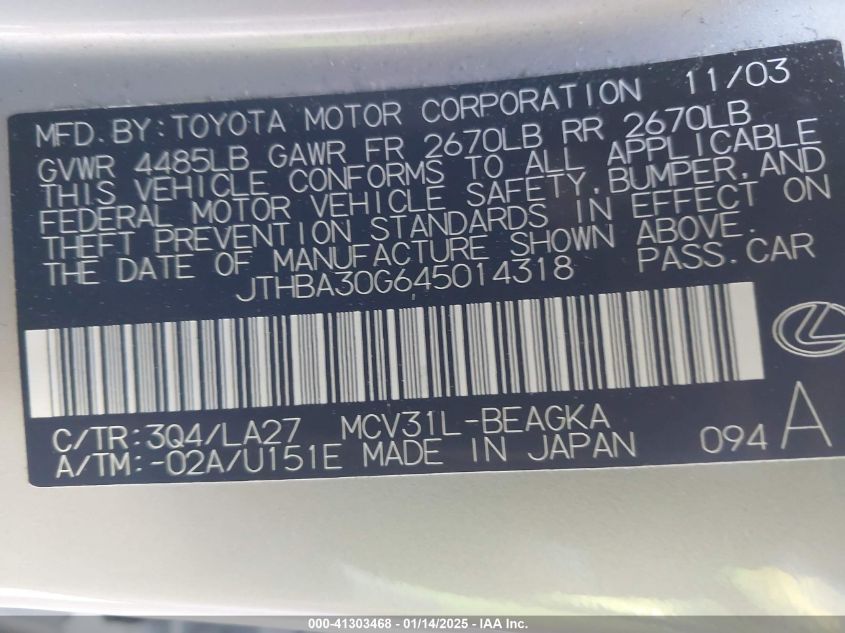 MFD. BY: TOYOTA MOTOR CORPORATION 11/03
GVWR 4485LB GAWR FR 2670LB RR 2670LB
THIS VEHICLE CONFORMS TO ALL APPLICABLE
FEDERAL MOTOR VEHICLE SAFETY, BUMPER, AND
THEFT PREVENTION STANDARDS IN EFFECT ON
THE DATE OF MANUFACTURE SHOWN ABOVE.
JTHBA30G645014318 PASS. CAR
C/TR: 3Q4/LA27 MCV31L-BEAGKA
A/TM: -02A/U151E MADE IN JAPAN 094 A
000-41303468 — 01/14/2025 — IAA Inc.